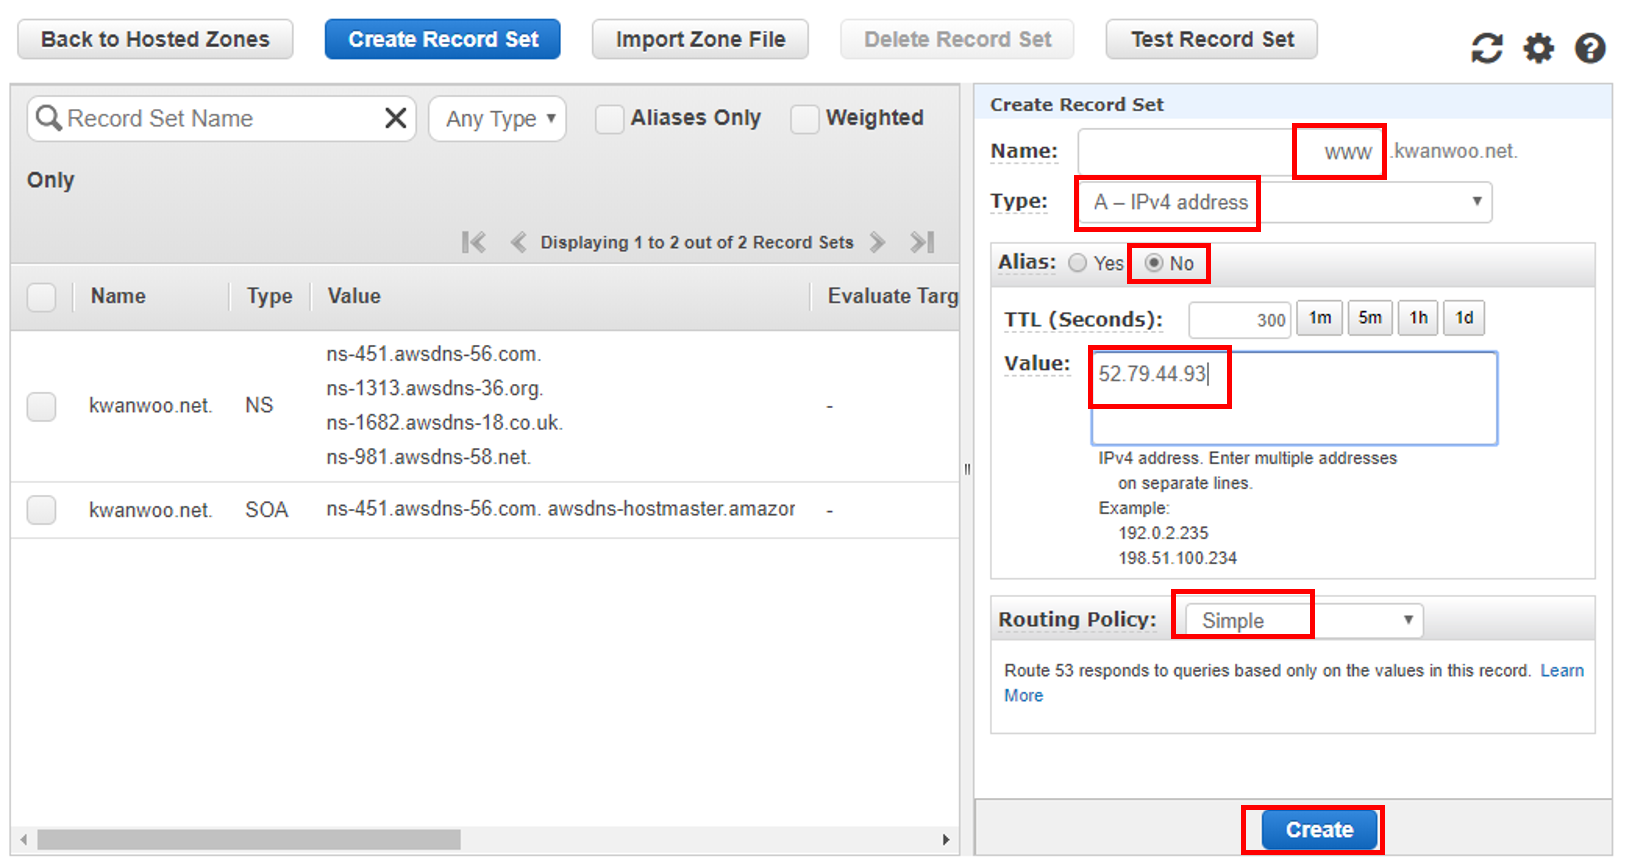 Back to Hosted Zones
Create Record Set
Import Zone File
Delete Record Set
Test Record Set
Record Set Name
Any Type
Aliases Only
Weighted
Only
Displaying 1 to 2 out of 2 Record Sets
Name Type Value Evaluate Targ
kwanwoo.net. NS
ns-451.awsdns-56.com.
ns-1313.awsdns-36.org.
ns-1682.awsdns-18.co.uk.
ns-981.awsdns-58.net.
-
kwanwoo.net. SOA ns-451.awsdns-56.com. awsdns-hostmaster.amazor -
Create Record Set
Name: www .kwanwoo.net.
Type: A – IPv4 address
Alias: Yes No
TTL (Seconds): 300 1m 5m 1h 1d
Value: 52.79.44.93
IPv4 address. Enter multiple addresses
on separate lines.
Example:
192.0.2.235
198.51.100.234
Routing Policy: Simple
Route 53 responds to queries based only on the values in this record. Learn
More
Create